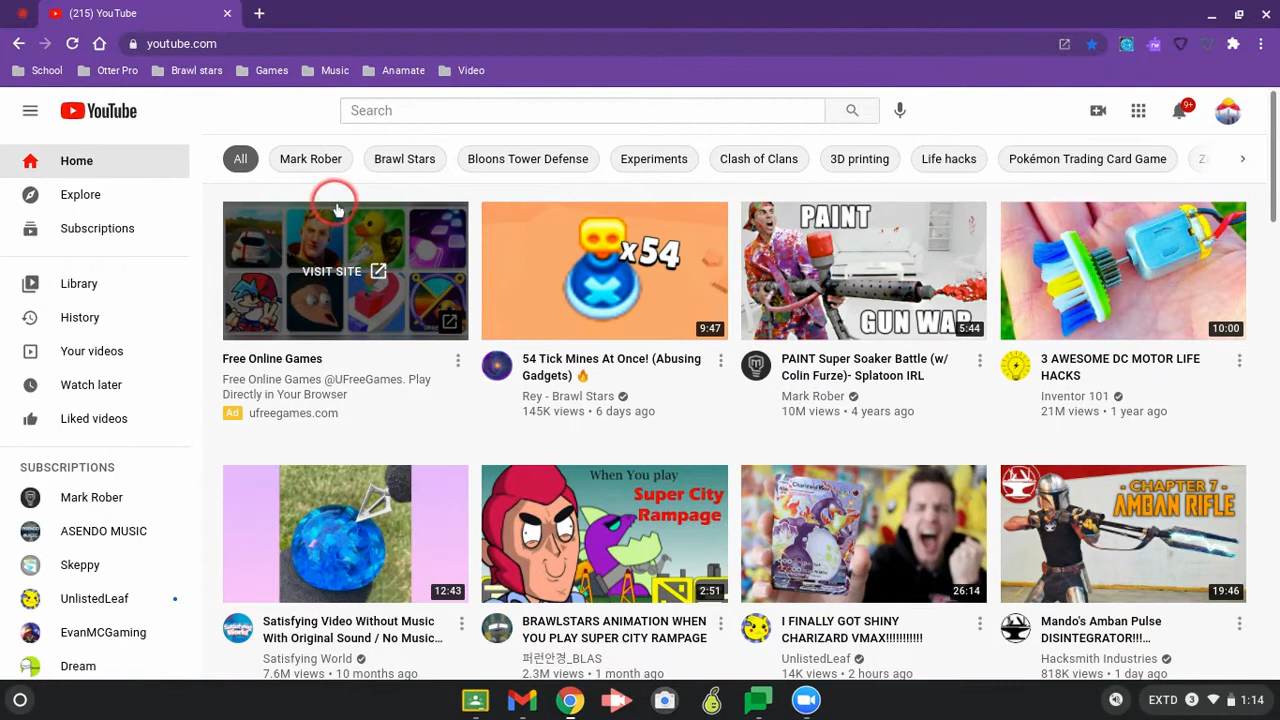 (215) YouTube
youtube.com
School Otter Pro Brawl stars Games Music Anamate Video
YouTube
Search
9+
Home
Explore
Subscriptions
Library
History
Your videos
Watch later
Liked videos
SUBSCRIPTIONS
Mark Rober
ASENDO MUSIC
Skeppy
UnlistedLeaf
EvanMCGaming
Dream
All Mark Rober Brawl Stars Bloons Tower Defense Experiments Clash of Clans 3D printing Life hacks Pokémon Trading Card Game
VISIT SITE
Free Online Games
Free Online Games @UFreeGames. Play
Directly in Your Browser
Ad ufreegames.com
x54
9:47
54 Tick Mines At Once! (Abusing
Gadgets) 🔥
Rey - Brawl Stars
145K views • 6 days ago
PAINT
GUN WAR
5:44
PAINT Super Soaker Battle (w/
Colin Furze)- Splatoon IRL
Mark Rober
10M views • 4 years ago
10:00
3 AWESOME DC MOTOR LIFE
HACKS
Inventor 101
21M views • 1 year ago
12:43
Satisfying Video Without Music
With Original Sound / No Music...
Satisfying World
7.6M views • 10 months ago
When You play
Super City
Rampage
2:51
BRAWLSTARS ANIMATION WHEN
YOU PLAY SUPER CITY RAMPAGE
퍼런안경_BLAS
2.3M views • 1 month ago
26:14
I FINALLY GOT SHINY
CHARIZARD VMAX!!!!!!!!!!!
UnlistedLeaf
14K views • 2 hours ago
- CHAPTER 7 -
AMBAN RIFLE
19:46
Mando's Amban Pulse
DISINTEGRATOR!!!...
Hacksmith Industries
818K views • 1 day ago
EXTD 3 1:14